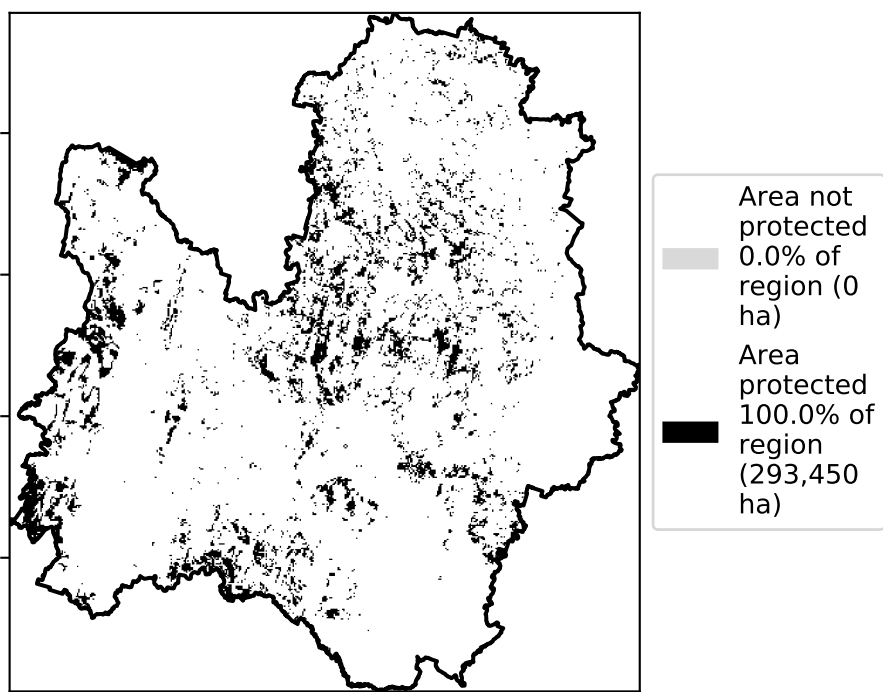 Area not
protected
0.0% of
region (0
ha)
Area
protected
100.0% of
region
(293,450
ha)